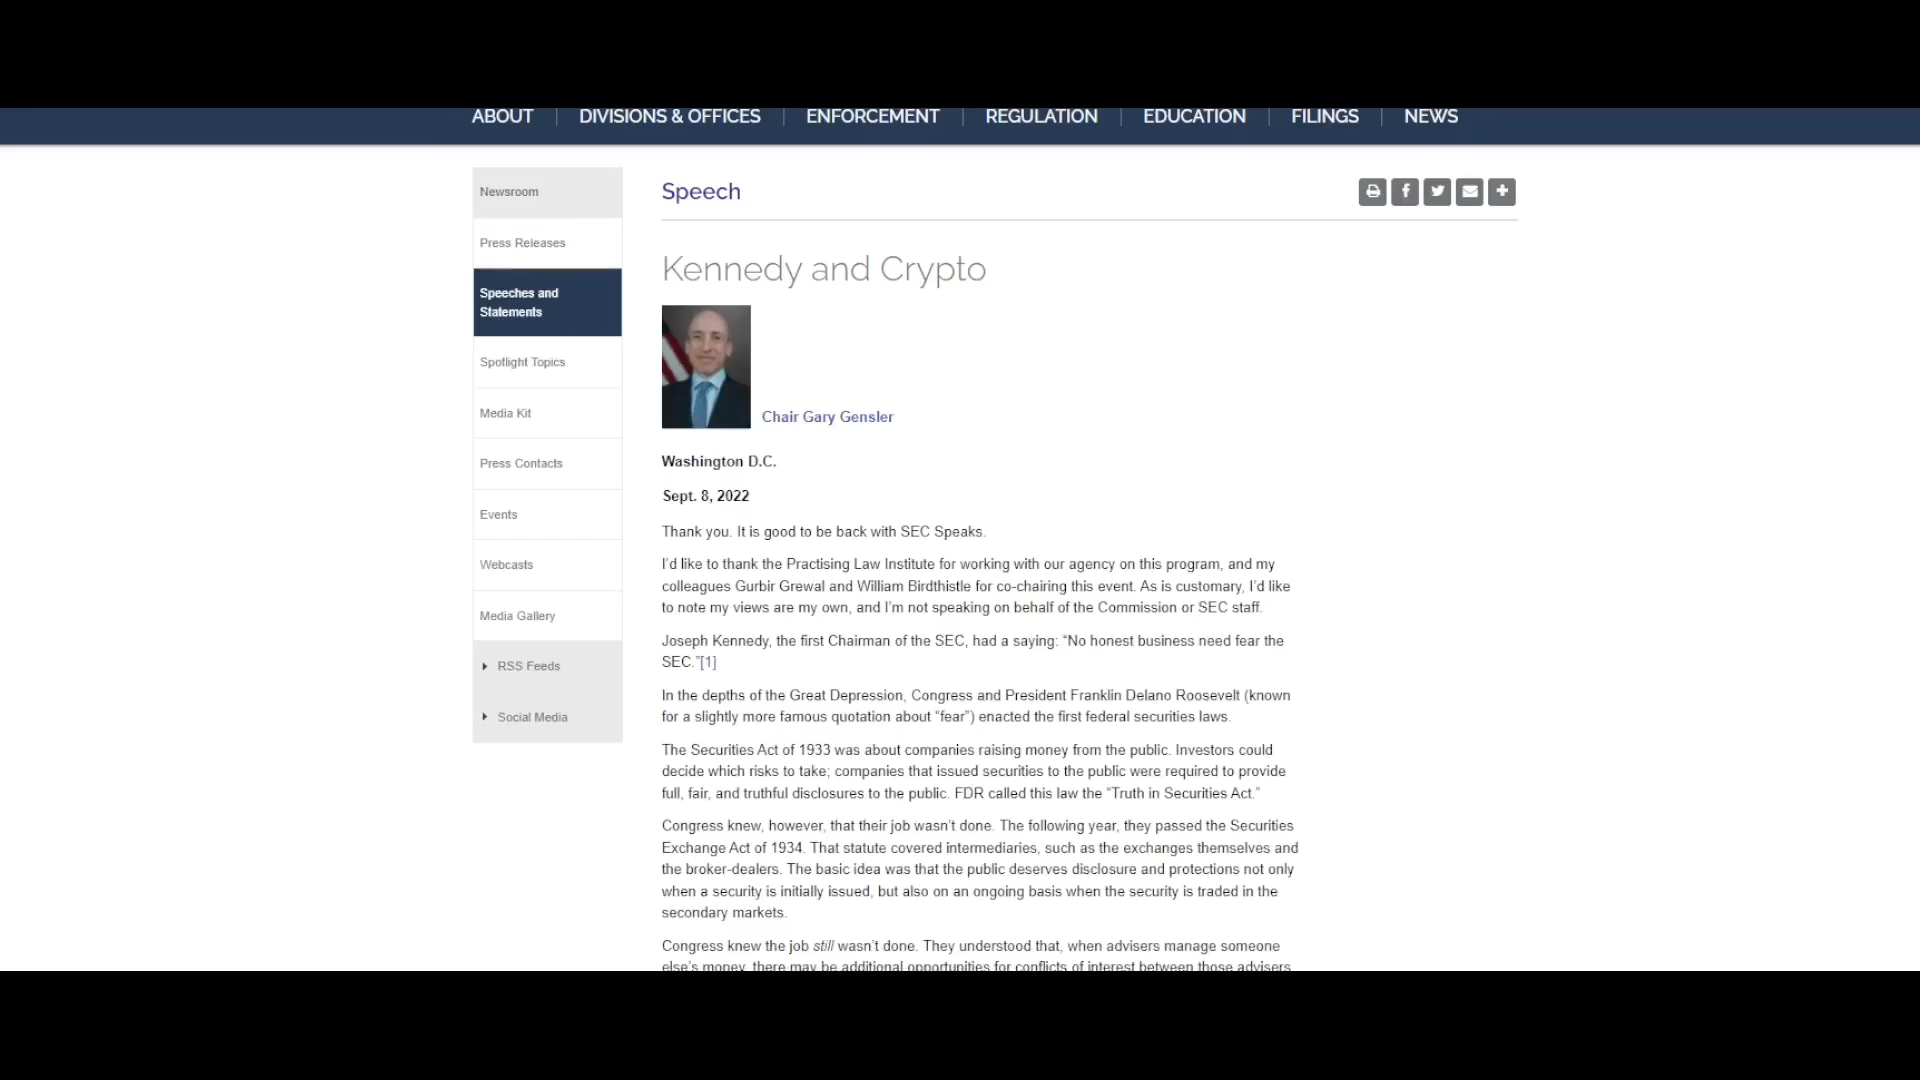 ABOUT DIVISIONS & OFFICES ENFORCEMENT REGULATION EDUCATION FILINGS NEWS
Newsroom
Press Releases
Speeches and
Statements
Spotlight Topics
Media Kit
Press Contacts
Events
Webcasts
Media Gallery
RSS Feeds
Social Media
Speech
Kennedy and Crypto
Chair Gary Gensler
Washington D.C.
Sept. 8, 2022
Thank you. It is good to be back with SEC Speaks.
I’d like to thank the Practising Law Institute for working with our agency on this program, and my
colleagues Gurbir Grewal and William Birdthistle for co-chairing this event. As is customary, I’d like
to note my views are my own, and I’m not speaking on behalf of the Commission or SEC staff.
Joseph Kennedy, the first Chairman of the SEC, had a saying: “No honest business need fear the
SEC.”[1]
In the depths of the Great Depression, Congress and President Franklin Delano Roosevelt (known
for a slightly more famous quotation about “fear”) enacted the first federal securities laws.
The Securities Act of 1933 was about companies raising money from the public. Investors could
decide which risks to take; companies that issued securities to the public were required to provide
full, fair, and truthful disclosures to the public. FDR called this law the “Truth in Securities Act.”
Congress knew, however, that their job wasn’t done. The following year, they passed the Securities
Exchange Act of 1934. That statute covered intermediaries, such as the exchanges themselves and
the broker-dealers. The basic idea was that the public deserves disclosure and protections not only
when a security is initially issued, but also on an ongoing basis when the security is traded in the
secondary markets.
Congress knew the job still wasn’t done. They understood that, when advisers manage someone
else’s money, there may be additional opportunities for conflicts of interest between those advisers